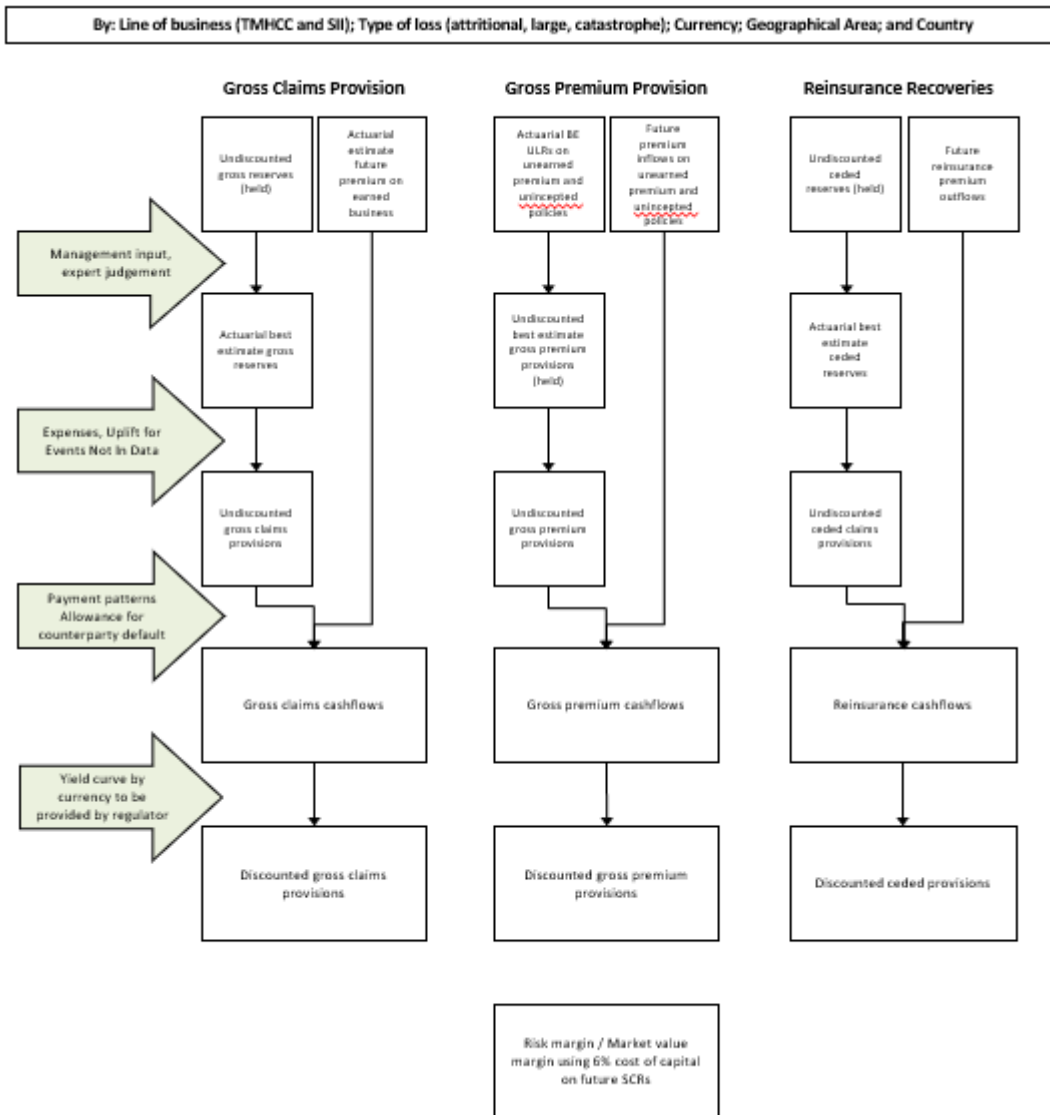 By: Line of business (TMHCC and SII); Type of loss (attritional, large, catastrophe); Currency; Geographical Area; and Country
Gross Claims Provision
Gross Premium Provision
Reinsurance Recoveries
Undiscounted
gross reserves
(held)
Actuarial
estimate
future
premium on
earned
business
Actuarial BE
ULRs on
unearned
premium and
unincepted
policies
Future
premium
inflows on
unearned
premium and
unincepted
policies
Undiscounted
ceded
reserves (held)
Future
reinsurance
premium
outflows
Management input,
expert judgement
Actuarial best
estimate gross
reserves
Undiscounted
best estimate
gross premium
provisions
(held)
Actuarial best
estimate
ceded
reserves
Expenses, Uplift for
Events Not In Data
Undiscounted
gross claims
provisions
Undiscounted
gross premium
provisions
Undiscounted
ceded claims
provisions
Payment patterns
Allowance for
counterparty default
Gross claims cashflows
Gross premium cashflows
Reinsurance cashflows
Yield curve by
currency to be
provided by regulator
Discounted gross claims
provisions
Discounted gross premium
provisions
Discounted ceded provisions
Risk margin / Market value
margin using 6% cost of capital
on future SCRs